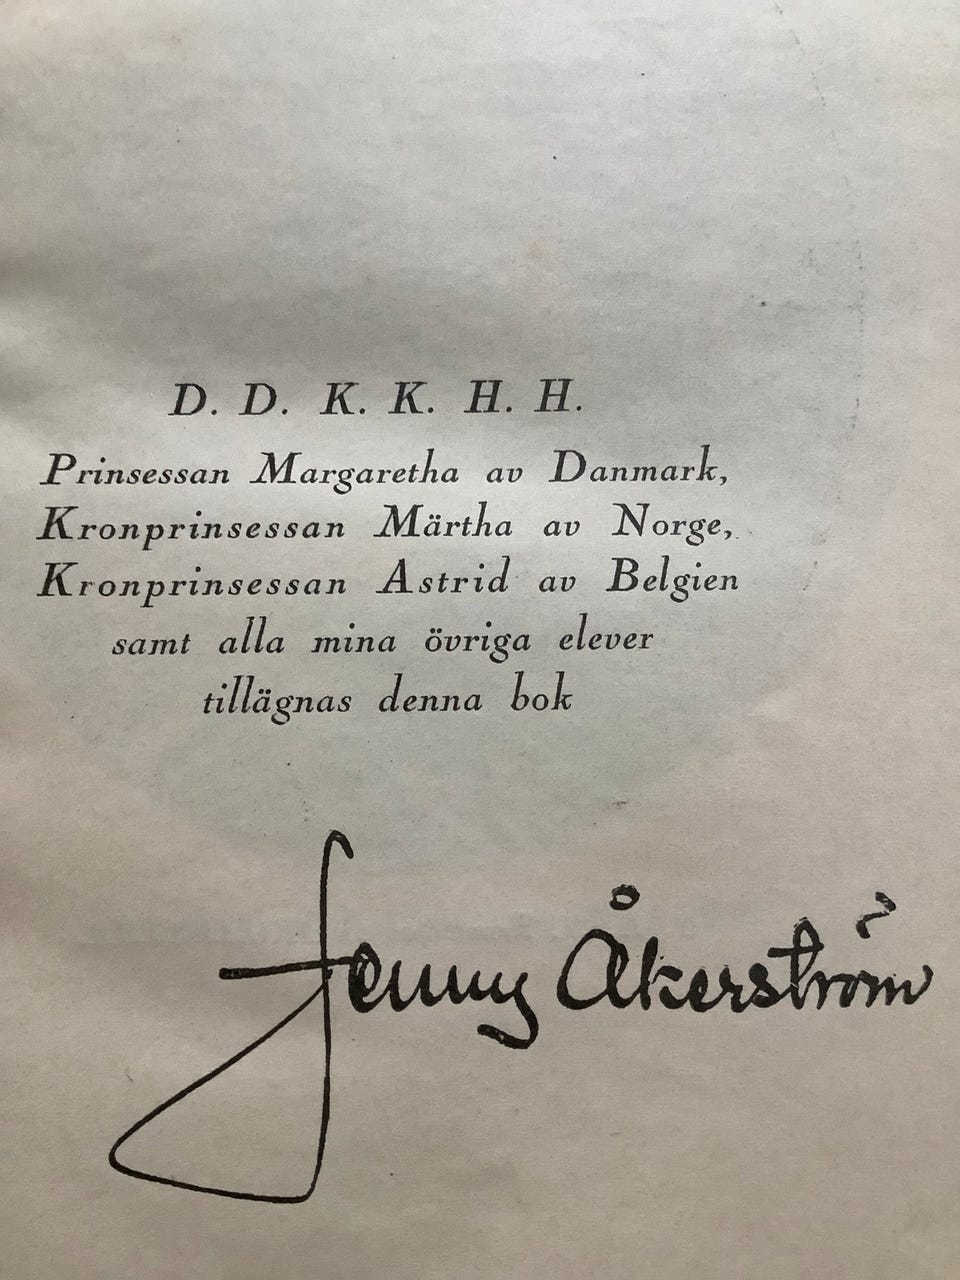 D. D. K. K. H. H.
Prinsessan Margaretha av Danmark,
Kronprinsessan Märtha av Norge,
Kronprinsessan Astrid av Belgien
samt alla mina övriga elever
tillägnas denna bok
Jenny Åkerström